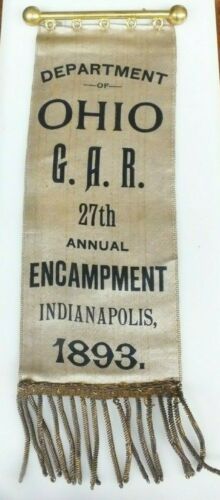 DEPARTMENT
OF
OHIO
G. A. R.
27th
ANNUAL
ENCAMPMENT
INDIANAPOLIS,
1893.